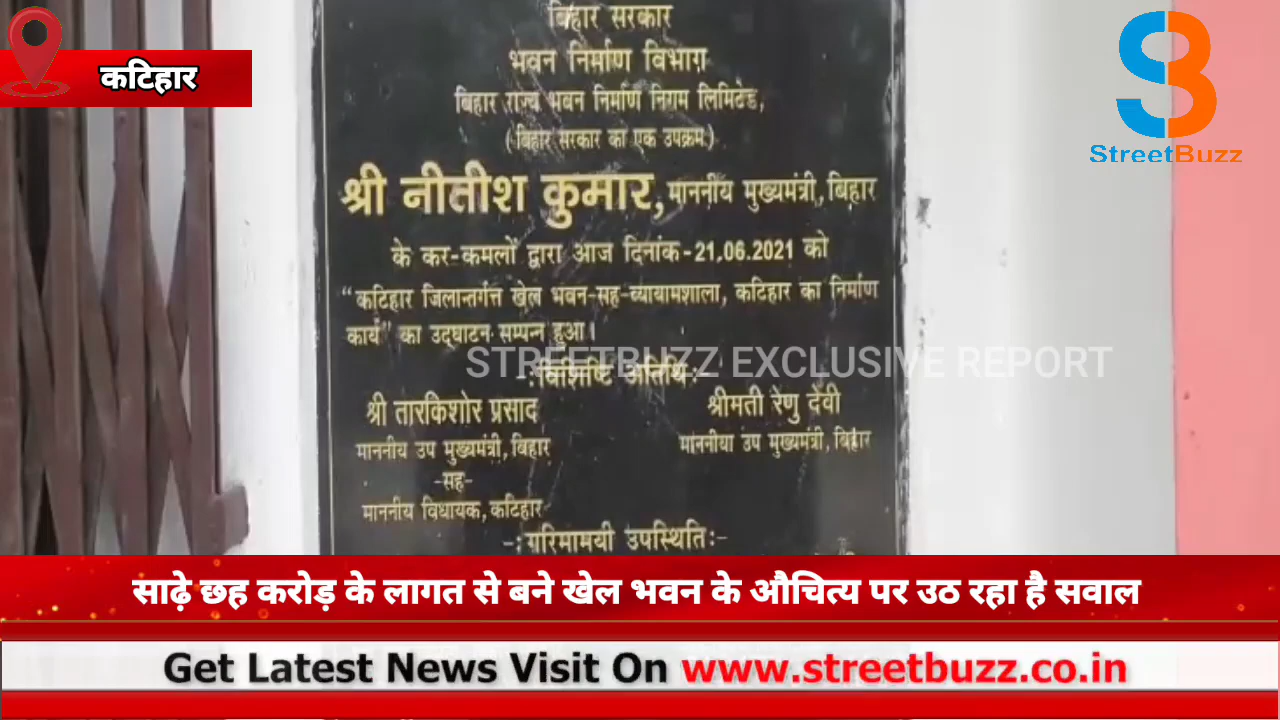 कटिहार
StreetBuzz
बिहार सरकार
भवन निर्माण विभाग
बिहार राज्य भवन निर्माण निगम लिमिटेड,
(बिहार सरकार का एक उपक्रम)
श्री नीतीश कुमार, माननीय मुख्यमंत्री, बिहार
के कर-कमलों द्वारा आज दिनांक-21.06.2021 को
“कटिहार जिलान्तर्गत्त खेल भवन-सह-व्यायामशाला, कटिहार का निर्माण
कार्य” का उद्घाटन सम्पन्न हुआ।
STREETBUZZ EXCLUSIVE REPORT
-:विशिष्टि अतिथि:-
श्री तारकिशोर प्रसाद श्रीमती रेणु देवी
माननीय उप मुख्यमंत्री, बिहार माननीया उप मुख्यमंत्री, बिहार
-सह-
माननीय विधायक, कटिहार
-:गरिमामयी उपस्थिति:-
साढ़े छह करोड़ के लागत से बने खेल भवन के औचित्य पर उठ रहा है सवाल
Get Latest News Visit On www.streetbuzz.co.in